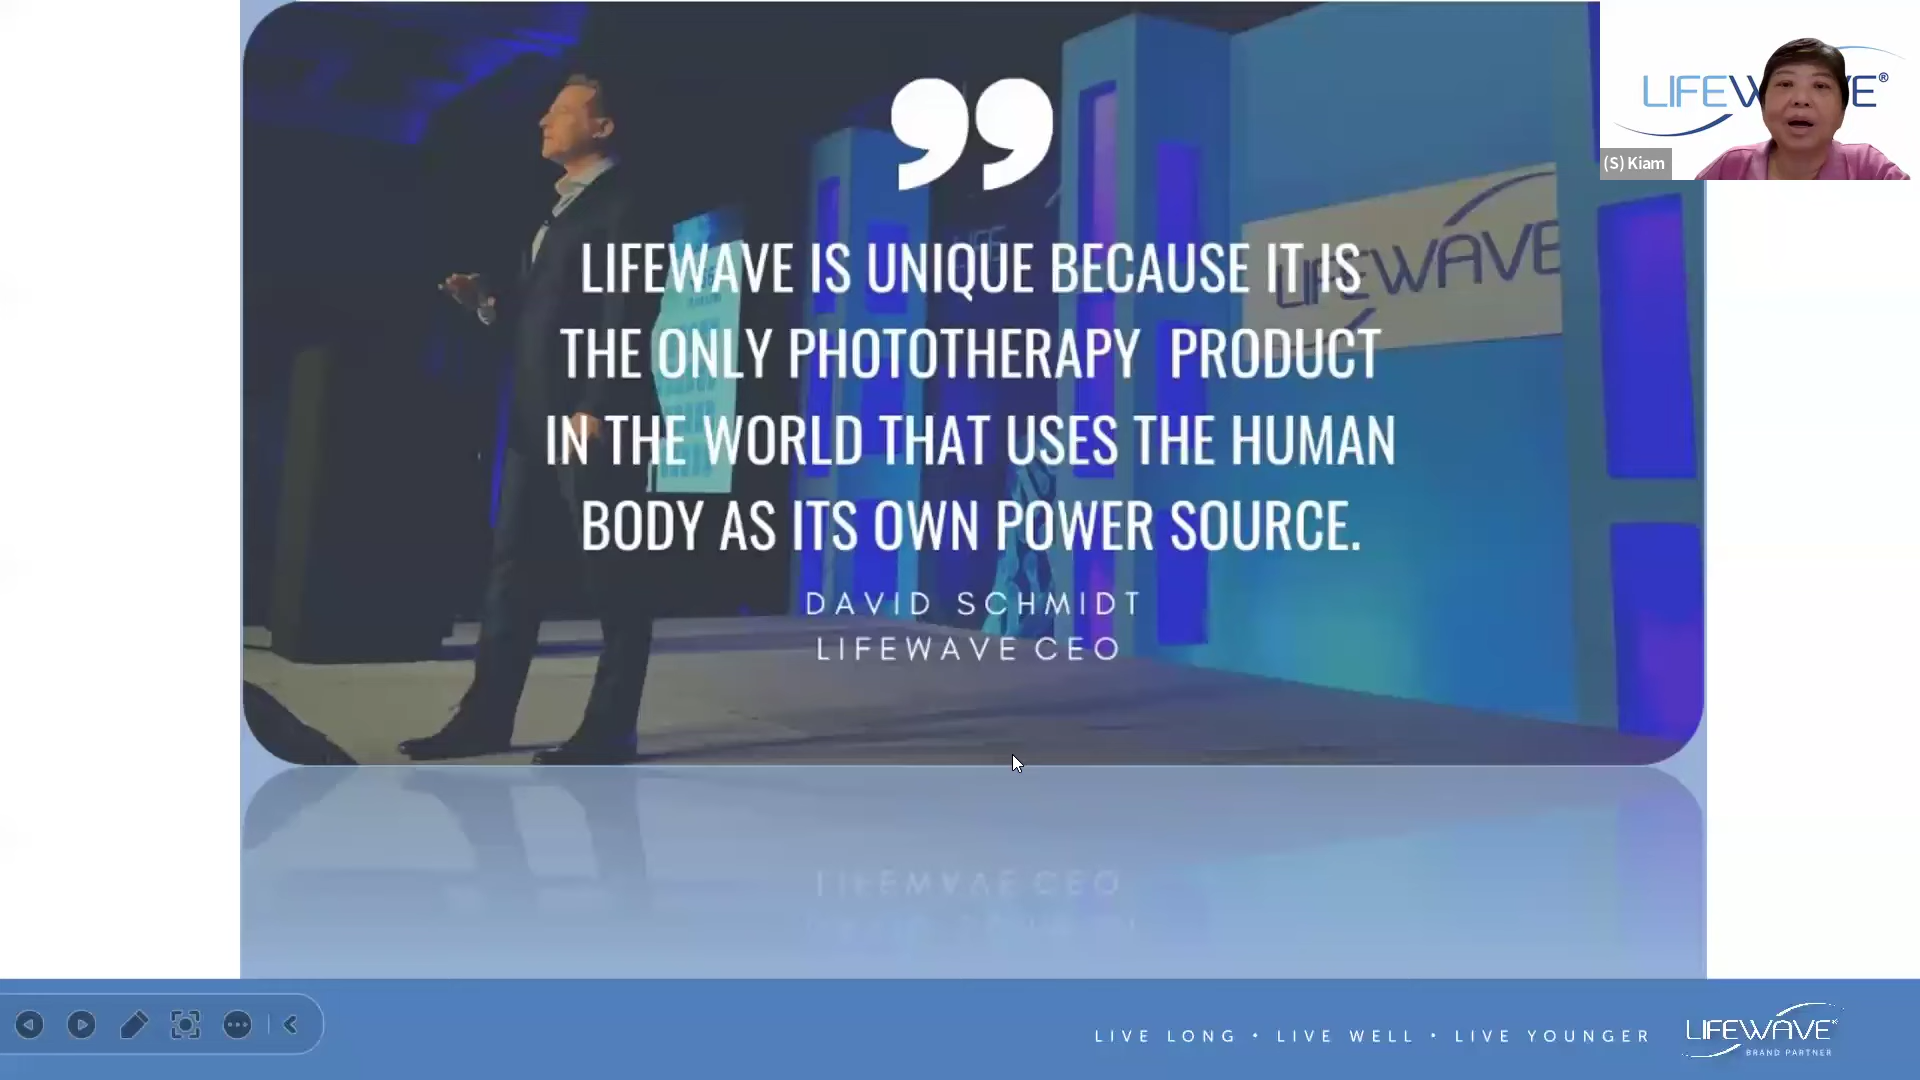 LIFEWAVE®
(S) Kiam
LIFEWAVE
LIFEWAVE IS UNIQUE BECAUSE IT IS
THE ONLY PHOTOTHERAPY PRODUCT
IN THE WORLD THAT USES THE HUMAN
BODY AS ITS OWN POWER SOURCE.
DAVID SCHMIDT
LIFEWAVE CEO
LIVE LONG • LIVE WELL • LIVE YOUNGER
LIFEWAVE
BRAND PARTNER